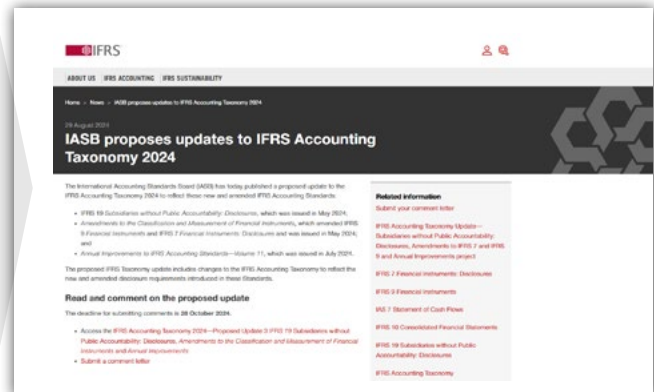 IFRS
ABOUT US IFRS ACCOUNTING IFRS SUSTAINABILITY
Home News IASB proposes updates to IFRS Accounting Taxonomy 2024
August 2024
IASB proposes updates to IFRS Accounting
Taxonomy 2024
The International Accounting Standards Board (IASB) has today published a proposed update to the
IFRS Accounting Taxonomy 2024 to reflect these new and amended IFRS Accounting Standards:
• IFRS 19 Subsidiaries without Public Accountability: Disclosures, which was issued in May 2024;
• Amendments to the Classification and Measurement of Financial Instruments, which amended IFRS
9 Financial Instruments and IFRS 7 Financial Instruments: Disclosures and was issued in May 2024;
and
• Annual Improvements to IFRS Accounting Standards—Volume 11, which was issued in July 2024.
The proposed IFRS Taxonomy update includes changes to the IFRS Accounting Taxonomy to reflect the
new and amended disclosure requirements introduced in these Standards.
Read and comment on the proposed update
The deadline for submitting comments is 28 October 2024.
• Access the IFRS Accounting Taxonomy 2024—Proposed Update 3 IFRS 19 Subsidiaries without
Public Accountability: Disclosures, Amendments to the Classification and Measurement of Financial
Instruments and Annual Improvements
• Submit a comment letter
Related information
Submit your comment letter
IFRS Accounting Taxonomy Update—
Subsidiaries without Public Accountability:
Disclosures, Amendments to IFRS 7 and IFRS
9 and Annual Improvements project
IFRS 7 Financial Instruments: Disclosures
IFRS 9 Financial Instruments
IAS 7 Statement of Cash Flows
IFRS 10 Consolidated Financial Statements
IFRS 19 Subsidiaries without Public
Accountability: Disclosures
IFRS Accounting Taxonomy